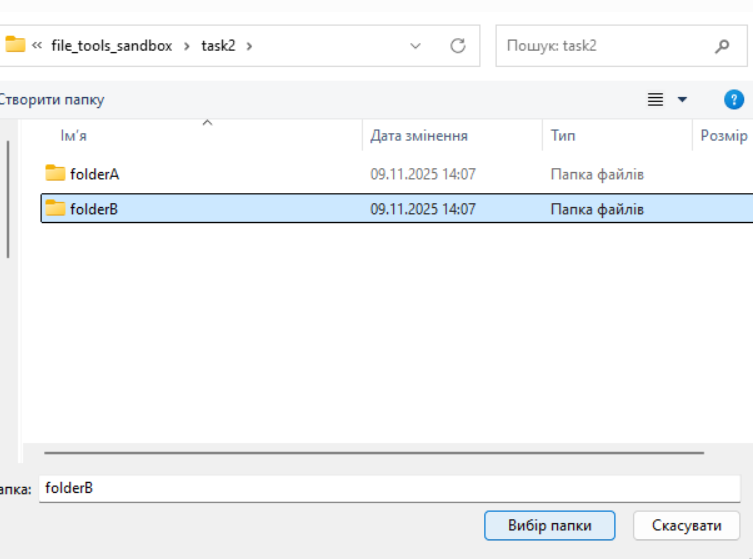 « file_tools_sandbox › task2 ›
Пошук: task2
Створити папку
?
Ім'я Дата змінення Тип Розмір
folderA 09.11.2025 14:07 Папка файлів
folderB 09.11.2025 14:07 Папка файлів
апка: folderB
Вибір папки Скасувати